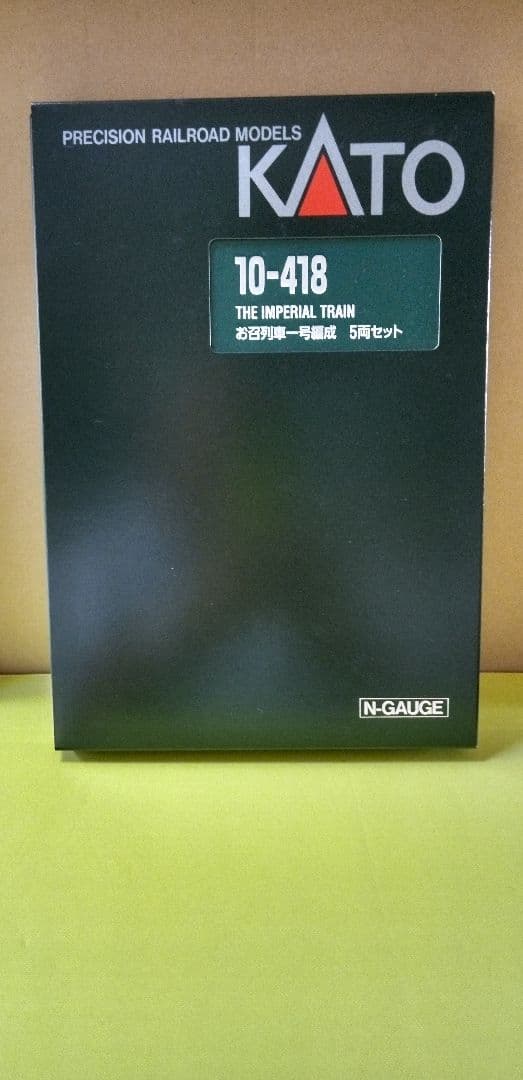 PRECISION RAILROAD MODELS
KATO
10-418
THE IMPERIAL TRAIN
お召列車一号編成 5両セット
N-GAUGE